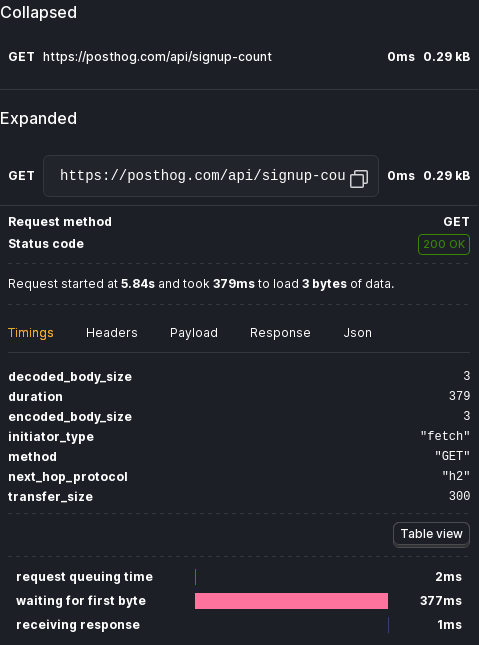 Collapsed
GET https://posthog.com/api/signup-count 0ms 0.29 kB
Expanded
GET https://posthog.com/api/signup-cou 0ms 0.29 kB
Request method GET
Status code 200 OK
Request started at 5.84s and took 379ms to load 3 bytes of data.
Timings Headers Payload Response Json
decoded_body_size 3
duration 379
encoded_body_size 3
initiator_type "fetch"
method "GET"
next_hop_protocol "h2"
transfer_size 300
Table view
request queuing time 2ms
waiting for first byte 377ms
receiving response 1ms